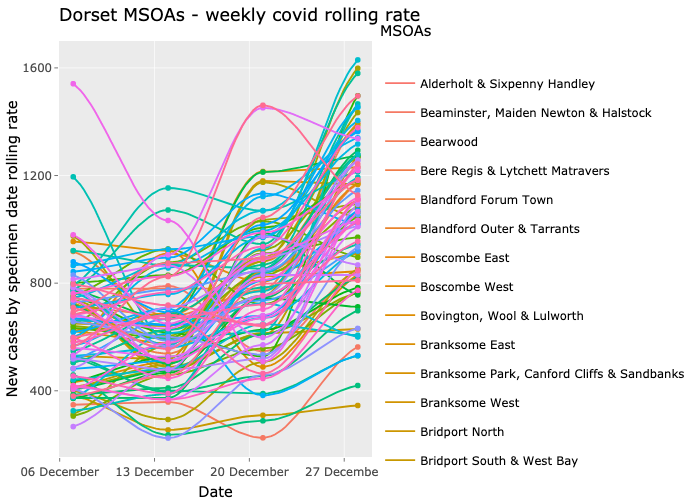 Dorset MSOAs - weekly covid rolling rate
MSOAs
New cases by specimen date rolling rate
1600
1200
800
400
06 December
13 December
20 December
27 Decembe
Date
Alderholt & Sixpenny Handley
Beaminster, Maiden Newton & Halstock
Bearwood
Bere Regis & Lytchett Matravers
Blandford Forum Town
Blandford Outer & Tarrants
Boscombe East
Boscombe West
Bovington, Wool & Lulworth
Branksome East
Branksome Park, Canford Cliffs & Sandbanks
Branksome West
Bridport North
Bridport South & West Bay